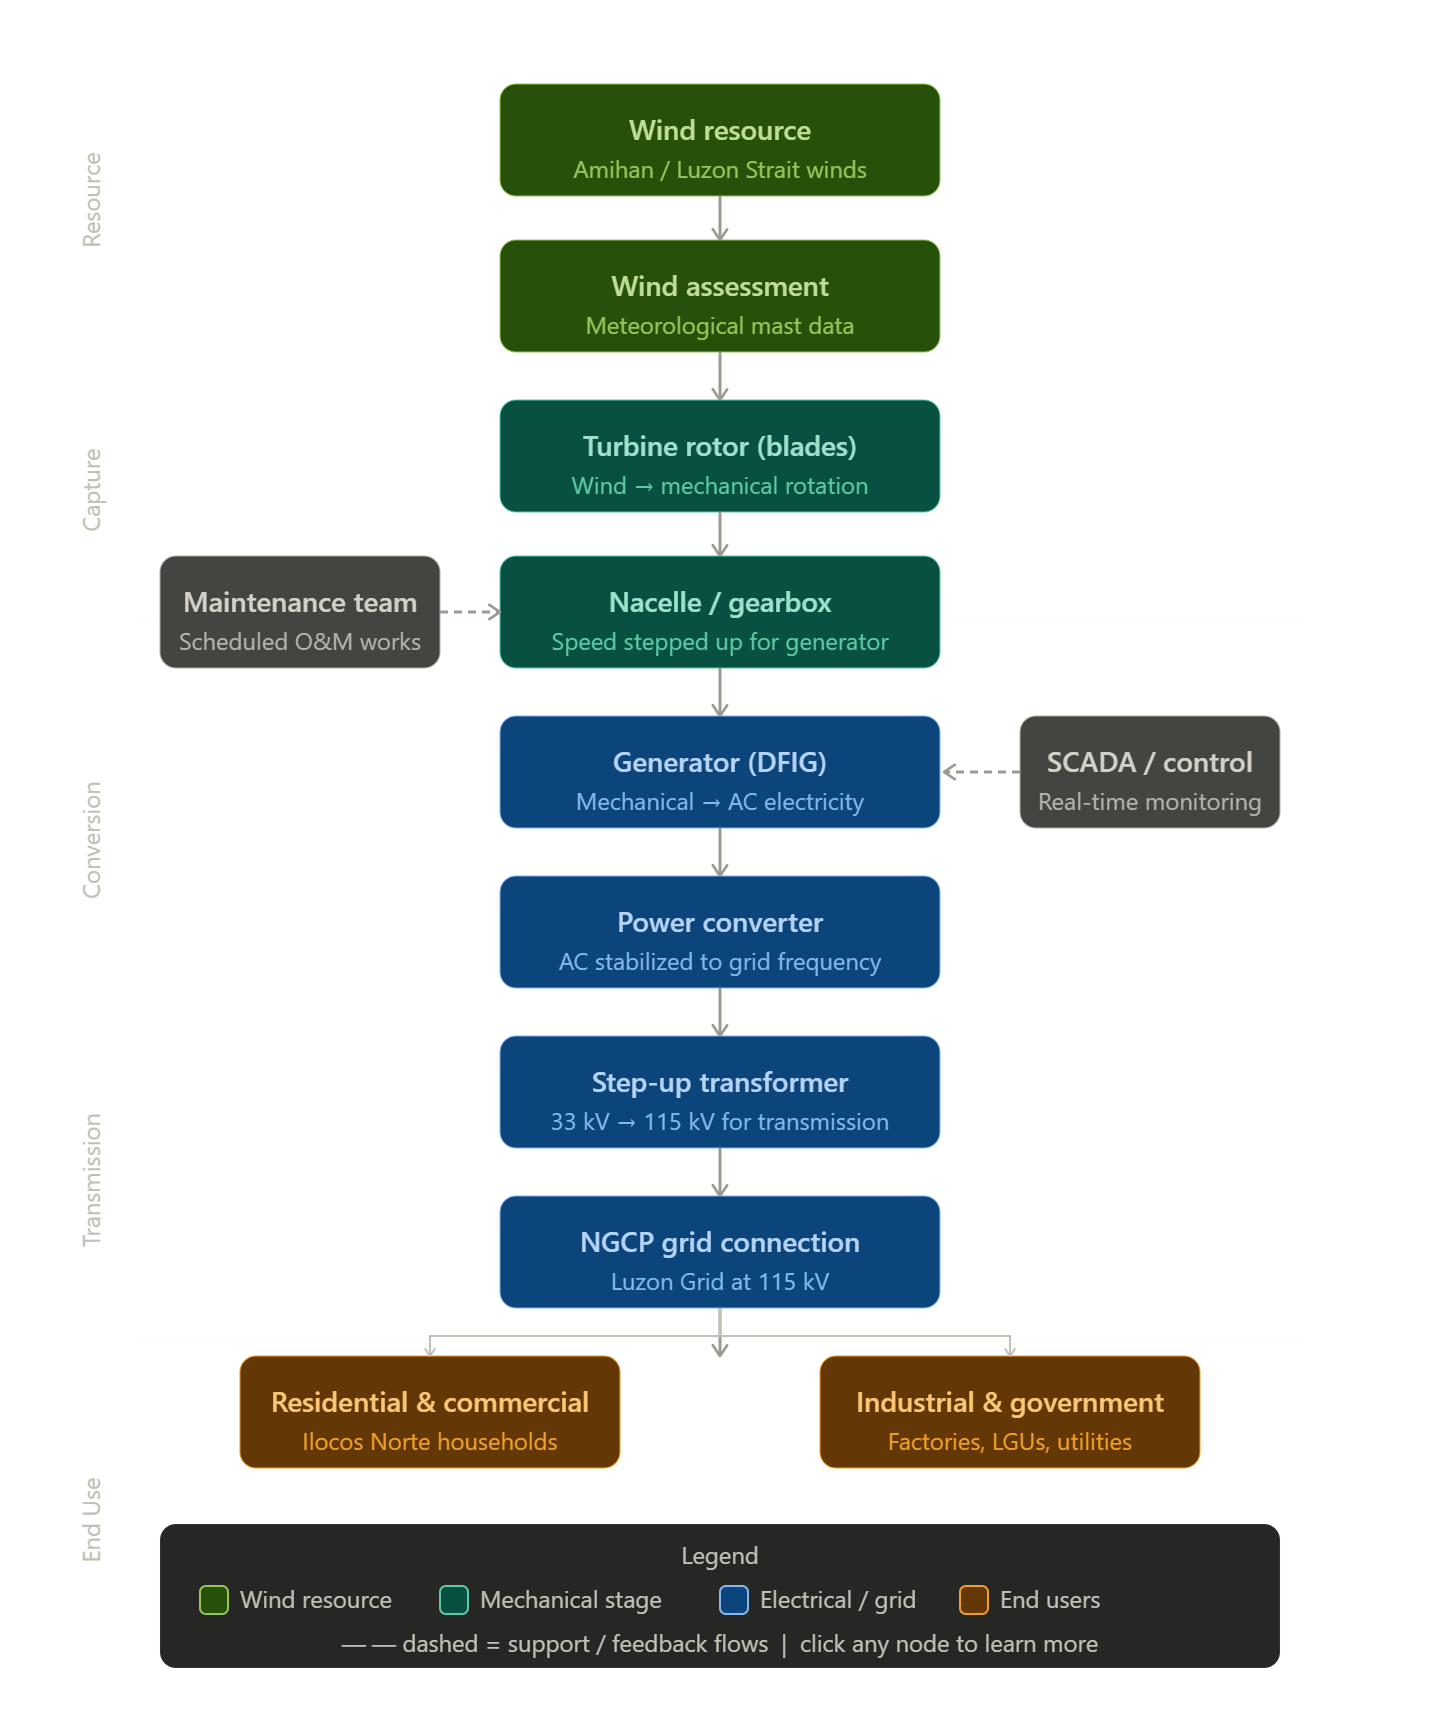 Resource
Wind resource
Amihan / Luzon Strait winds
Wind assessment
Meteorological mast data
Capture
Turbine rotor (blades)
Wind → mechanical rotation
Maintenance team
Scheduled O&M works
Nacelle / gearbox
Speed stepped up for generator
Conversion
Generator (DFIG)
Mechanical → AC electricity
SCADA / control
Real-time monitoring
Power converter
AC stabilized to grid frequency
Transmission
Step-up transformer
33 kV → 115 kV for transmission
NGCP grid connection
Luzon Grid at 115 kV
End Use
Residential & commercial
Ilocos Norte households
Industrial & government
Factories, LGUs, utilities
Legend
Wind resource
Mechanical stage
Electrical / grid
End users
— — dashed = support / feedback flows | click any node to learn more